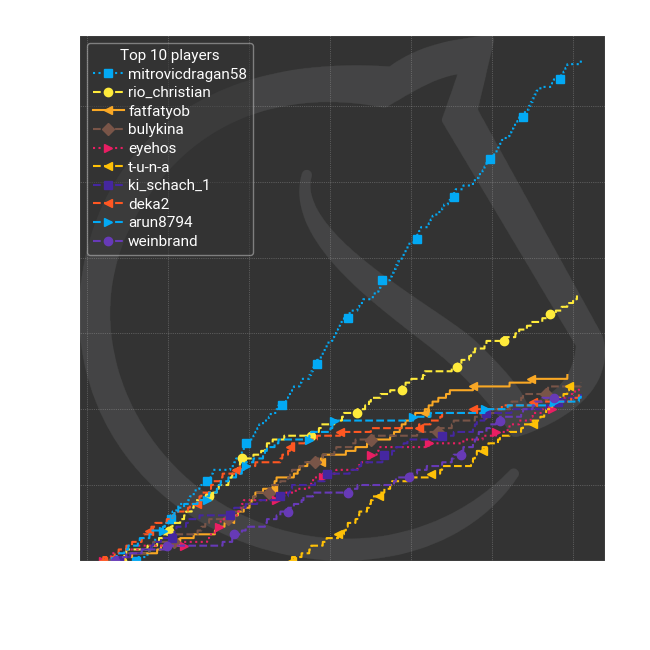 Top 10 players
mitrovicdragan58
rio_christian
fatfatyob
bulykina
eyehos
t-u-n-a
ki_schach_1
deka2
arun8794
weinbrand